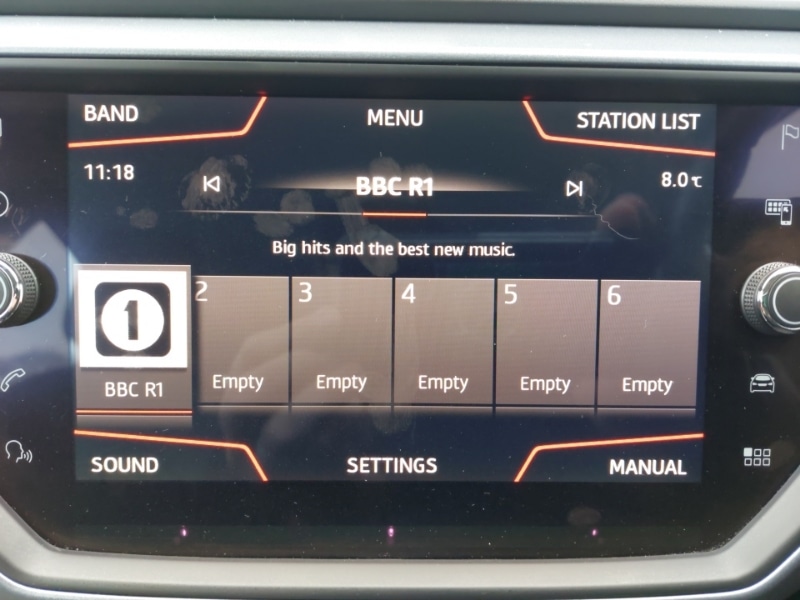 BAND MENU STATION LIST
11:18 BBC R1 8.0℃
Big hits and the best new music.
1 2 3 4 5 6
BBC R1 Empty Empty Empty Empty Empty
SOUND SETTINGS MANUAL